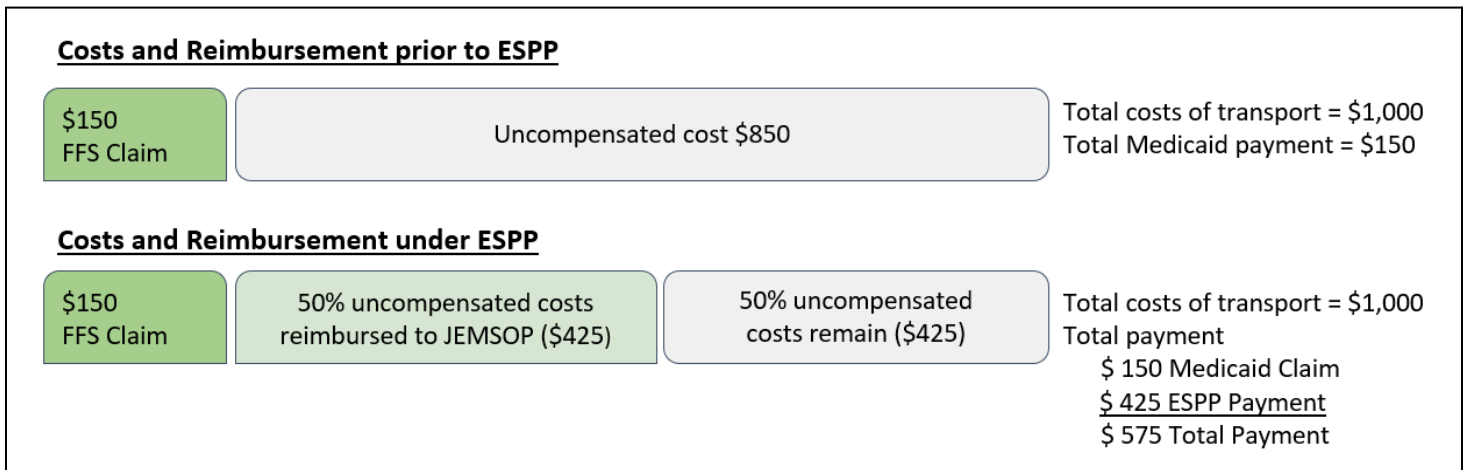 Costs and Reimbursement prior to ESPP
$150
FFS Claim
Uncompensated cost $850
Total costs of transport = $1,000
Total Medicaid payment = $150
Costs and Reimbursement under ESPP
$150
FFS Claim
50% uncompensated costs
reimbursed to JEMSOP ($425)
50% uncompensated
costs remain ($425)
Total costs of transport = $1,000
Total payment
$ 150 Medicaid Claim
$ 425 ESPP Payment
$ 575 Total Payment